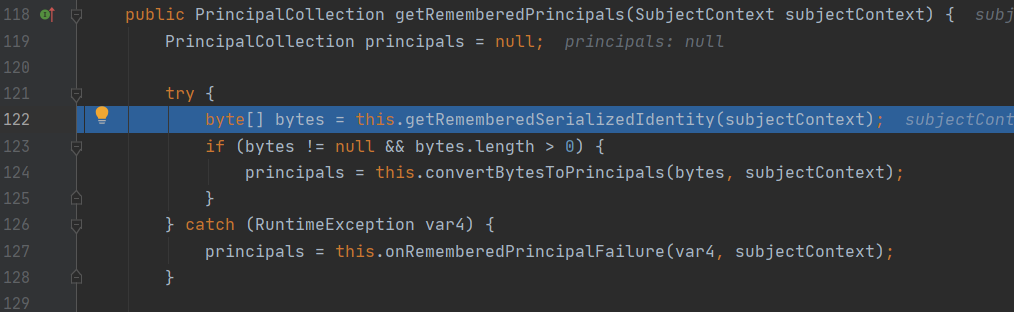 118 public PrincipalCollection getRememberedPrincipals(SubjectContext subjectContext) { subj
119 PrincipalCollection principals = null; principals: null
120
121 try {
122 byte[] bytes = this.getRememberedSerializedIdentity(subjectContext); subjectCont
123 if (bytes != null && bytes.length > 0) {
124 principals = this.convertBytesToPrincipals(bytes, subjectContext);
125 }
126 } catch (RuntimeException var4) {
127 principals = this.onRememberedPrincipalFailure(var4, subjectContext);
128 }
129